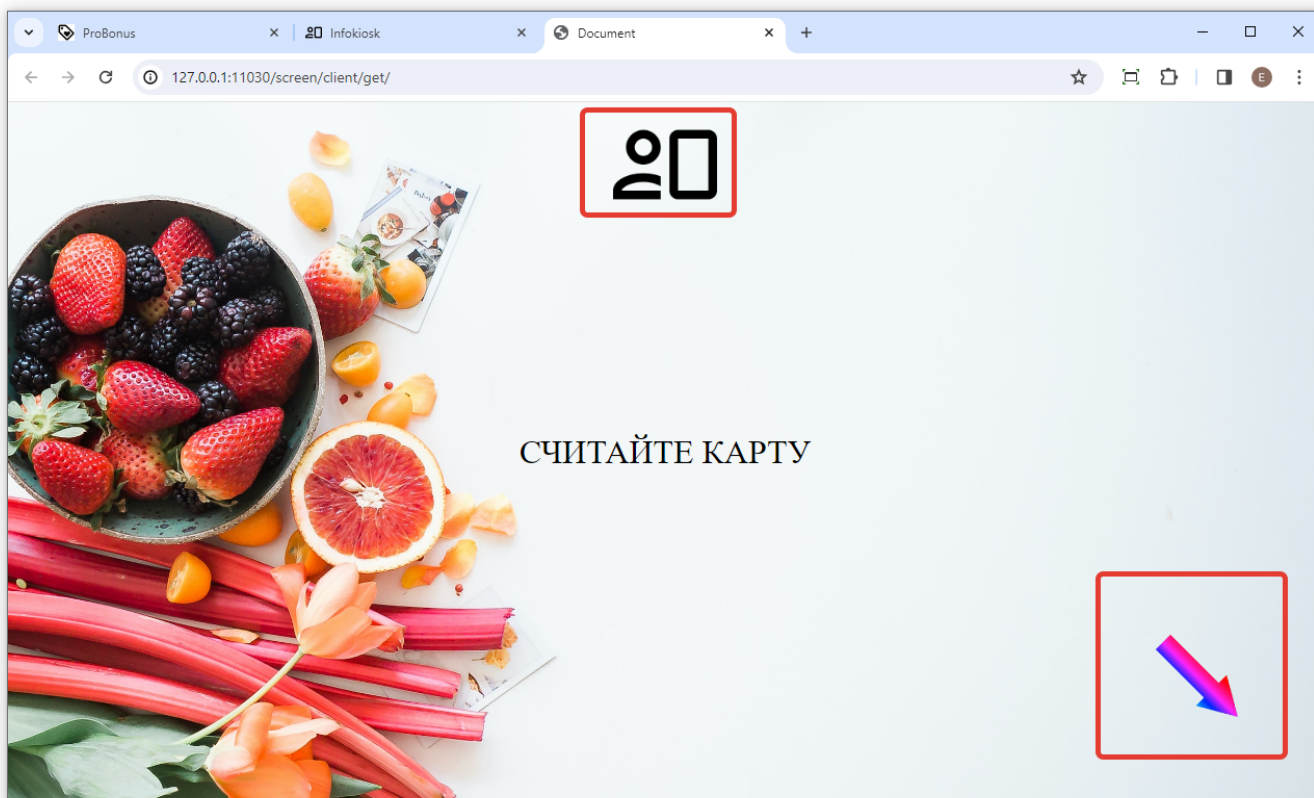 ProBonus
Infokiosk
Document
127.0.0.1:11030/screen/client/get/
E
СЧИТАЙТЕ КАРТУ